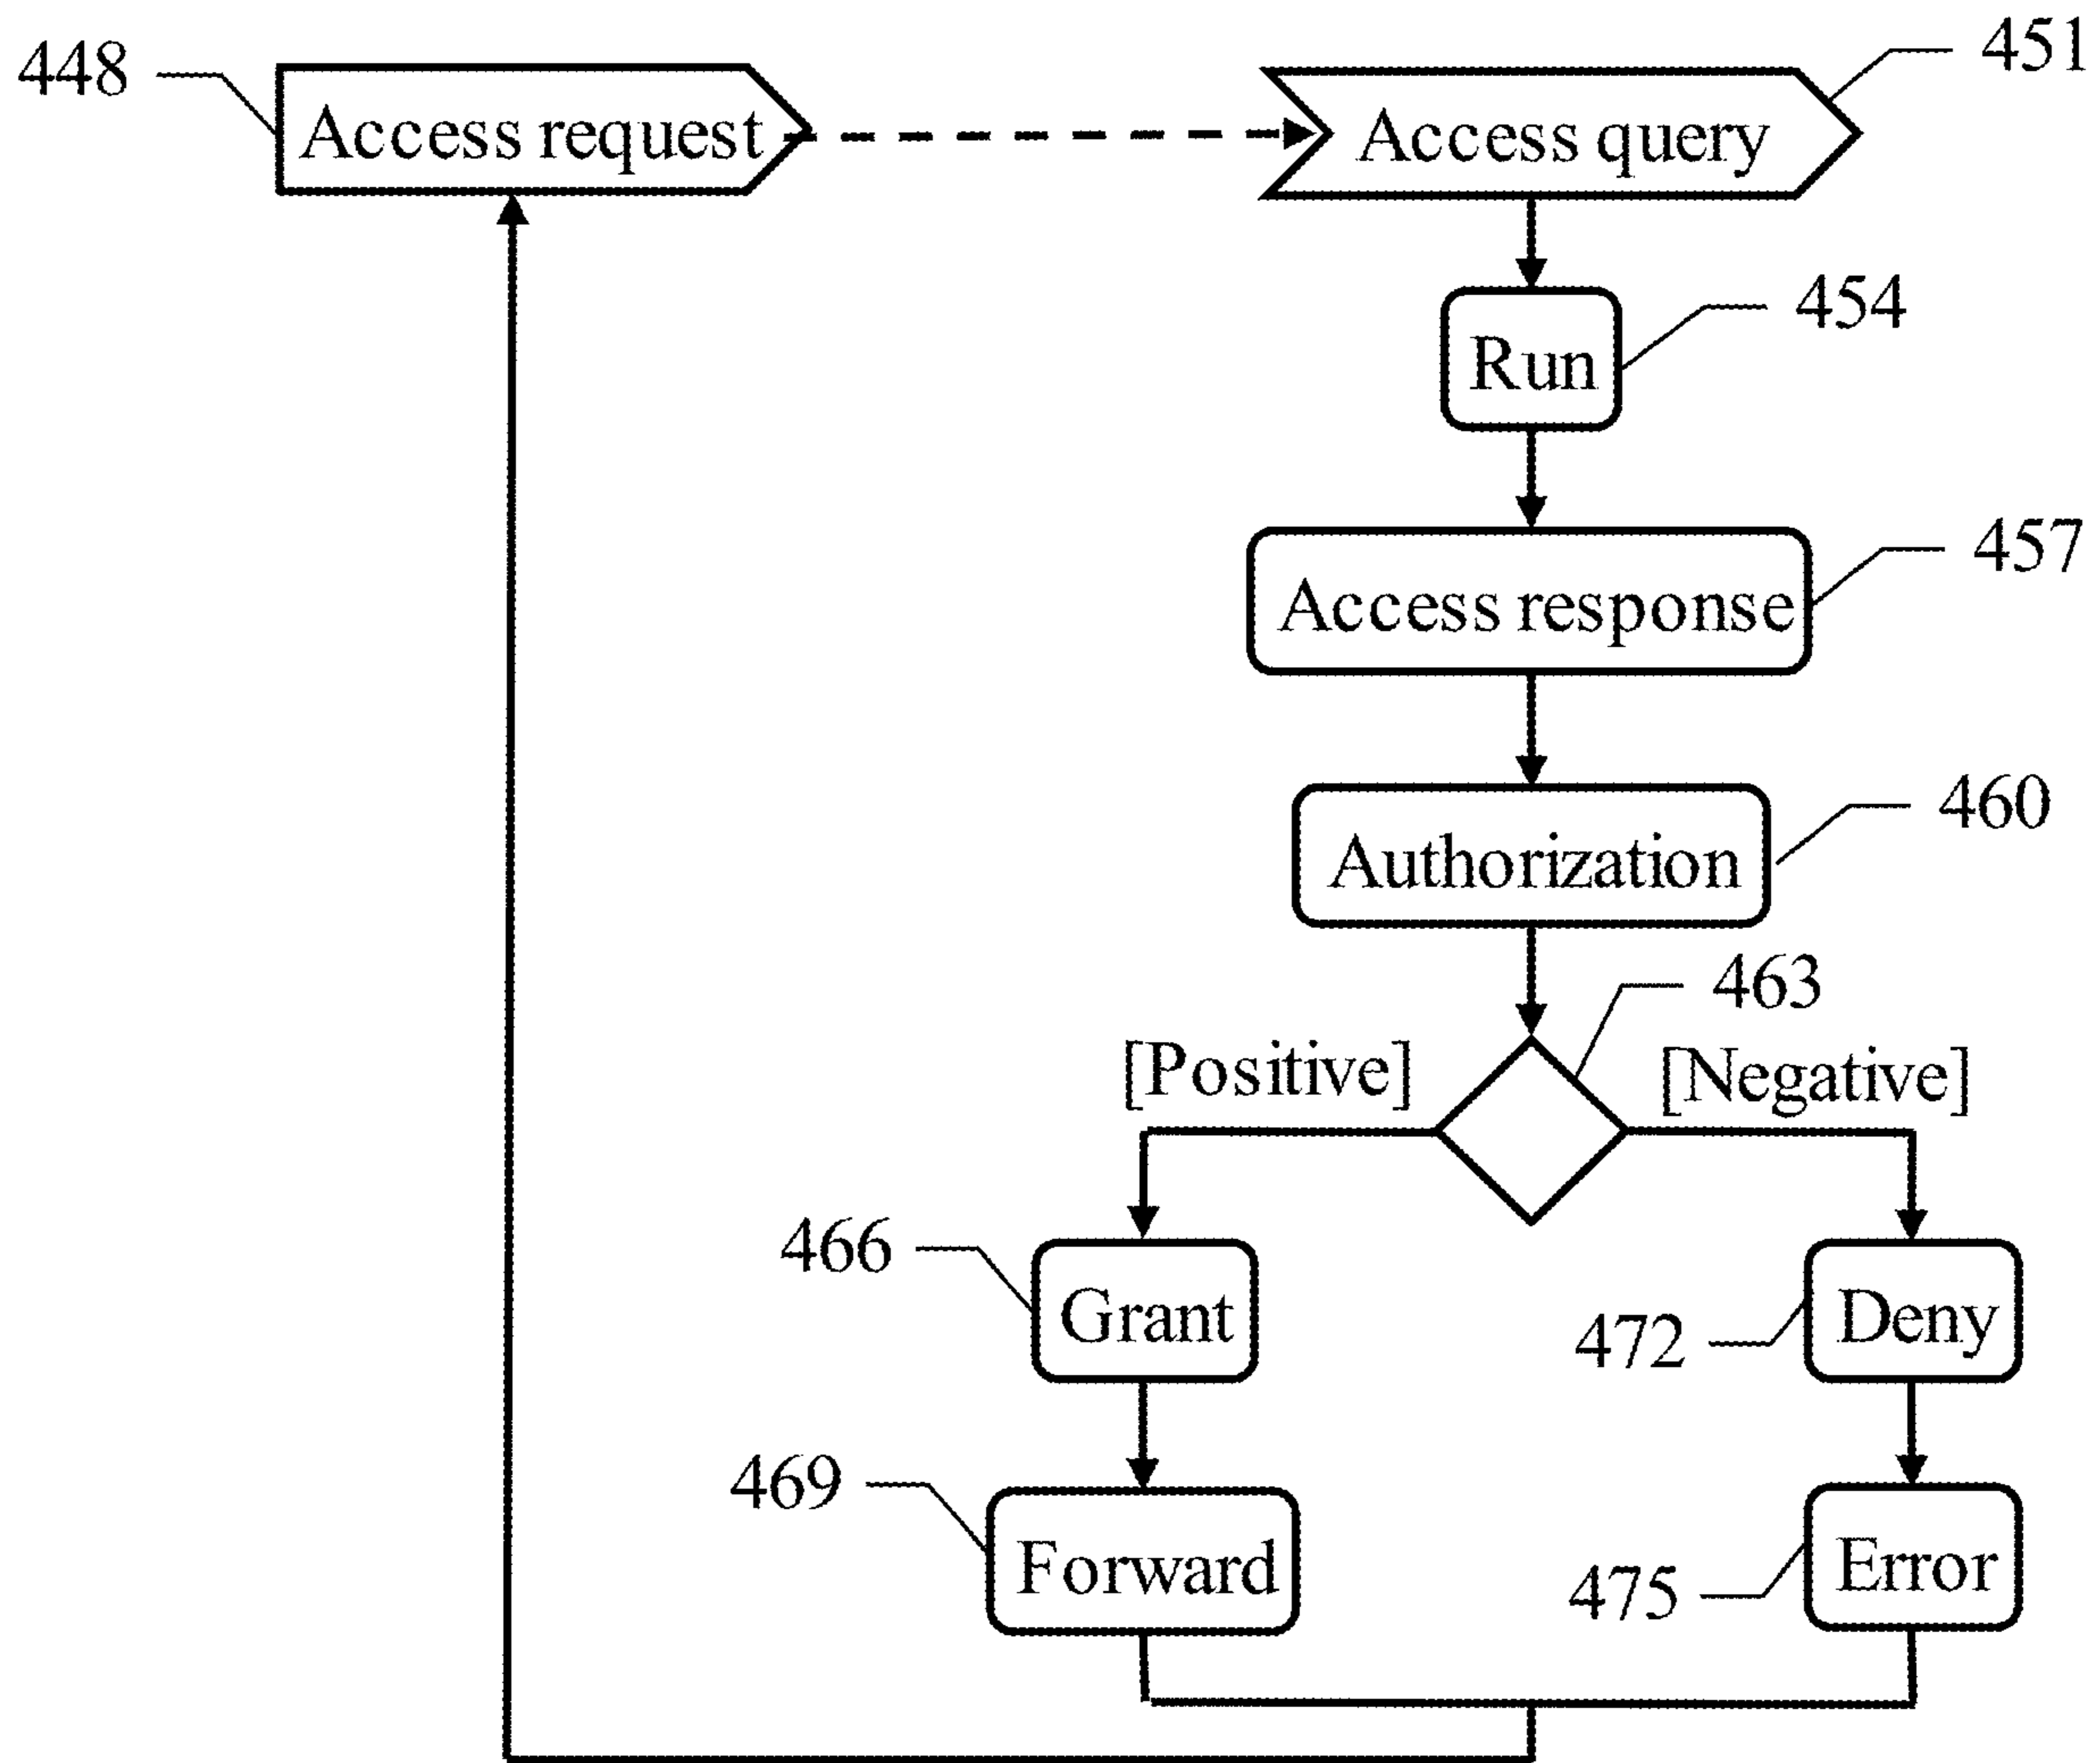 448
Access request
Access query
451
Run
454
Access response
457
Authorization
460
463
[Positive]
[Negative]
466
Grant
472
Deny
469
Forward
475
Error